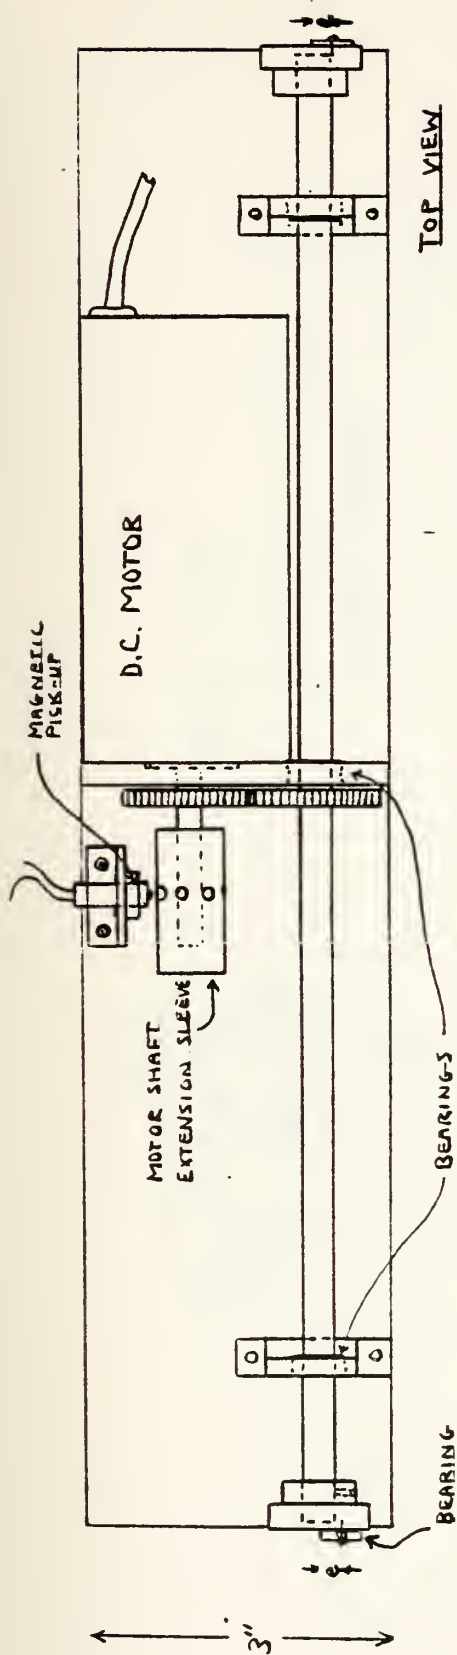 MAGNETIC
PICK-UP
D.C. MOTOR
MOTOR SHAFT
EXTENSION SLEEVE
BEARINGS
BEARING
3"
e
e
TOP VIEW